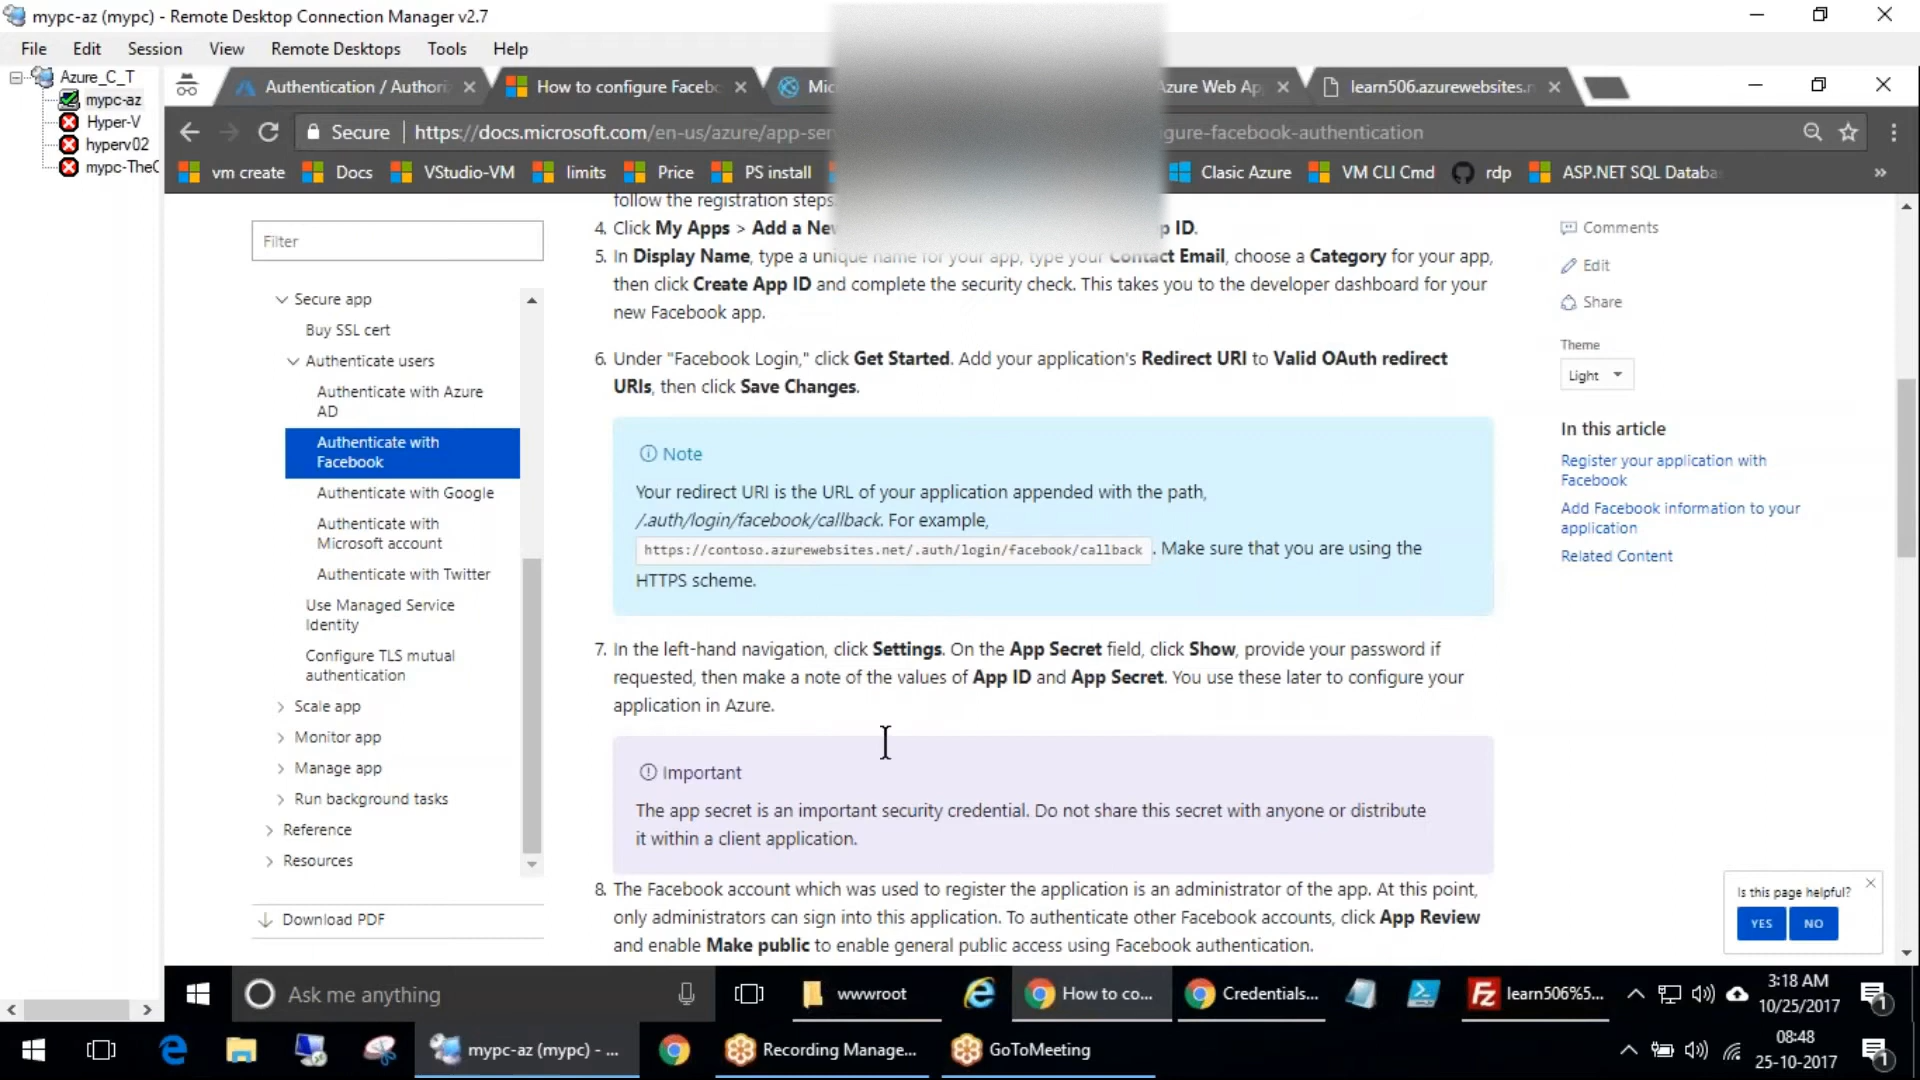 mypc-az (mypc) - Remote Desktop Connection Manager v2.7
File Edit Session View Remote Desktops Tools Help
Azure_C_T
mypc-az
Hyper-V
hyperv02
mypc-TheC
Authentication / Authori
How to configure Faceb
Mic
Azure Web Ap
learn506.azurewebsites.n
Secure https://docs.microsoft.com/en-us/azure/app-ser
gure-facebook-authentication
vm create Docs VStudio-VM limits Price PS install
Clasic Azure VM CLI Cmd rdp ASP.NET SQL Databa »
Filter
Secure app
Buy SSL cert
Authenticate users
Authenticate with Azure
AD
Authenticate with
Facebook
Authenticate with Google
Authenticate with
Microsoft account
Authenticate with Twitter
Use Managed Service
Identity
Configure TLS mutual
authentication
Scale app
Monitor app
Manage app
Run background tasks
Reference
Resources
Download PDF
follow the registration steps.
4. Click My Apps > Add a New
p ID.
5. In Display Name, type a unique name for your app, type your Contact Email, choose a Category for your app,
then click Create App ID and complete the security check. This takes you to the developer dashboard for your
new Facebook app.
6. Under "Facebook Login," click Get Started. Add your application's Redirect URI to Valid OAuth redirect
URIs, then click Save Changes.
Note
Your redirect URI is the URL of your application appended with the path,
/.auth/login/facebook/callback. For example,
https://contoso.azurewebsites.net/.auth/login/facebook/callback . Make sure that you are using the
HTTPS scheme.
7. In the left-hand navigation, click Settings. On the App Secret field, click Show, provide your password if
requested, then make a note of the values of App ID and App Secret. You use these later to configure your
application in Azure.
Important
The app secret is an important security credential. Do not share this secret with anyone or distribute
it within a client application.
8. The Facebook account which was used to register the application is an administrator of the app. At this point,
only administrators can sign into this application. To authenticate other Facebook accounts, click App Review
and enable Make public to enable general public access using Facebook authentication.
Comments
Edit
Share
Theme
Light
In this article
Register your application with
Facebook
Add Facebook information to your
application
Related Content
Is this page helpful?
YES NO
Ask me anything
wwwroot
How to co...
Credentials...
learn506%5...
3:18 AM
10/25/2017
1
mypc-az (mypc) - ...
Recording Manage...
GoToMeeting
08:48
25-10-2017
1